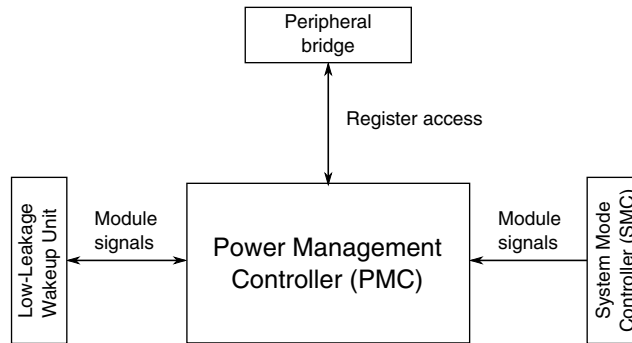 Peripheral
bridge
Register access
Low-Leakage
Wakeup Unit
Module
signals
Power Management
Controller (PMC)
Module
signals
System Mode
Controller (SMC)